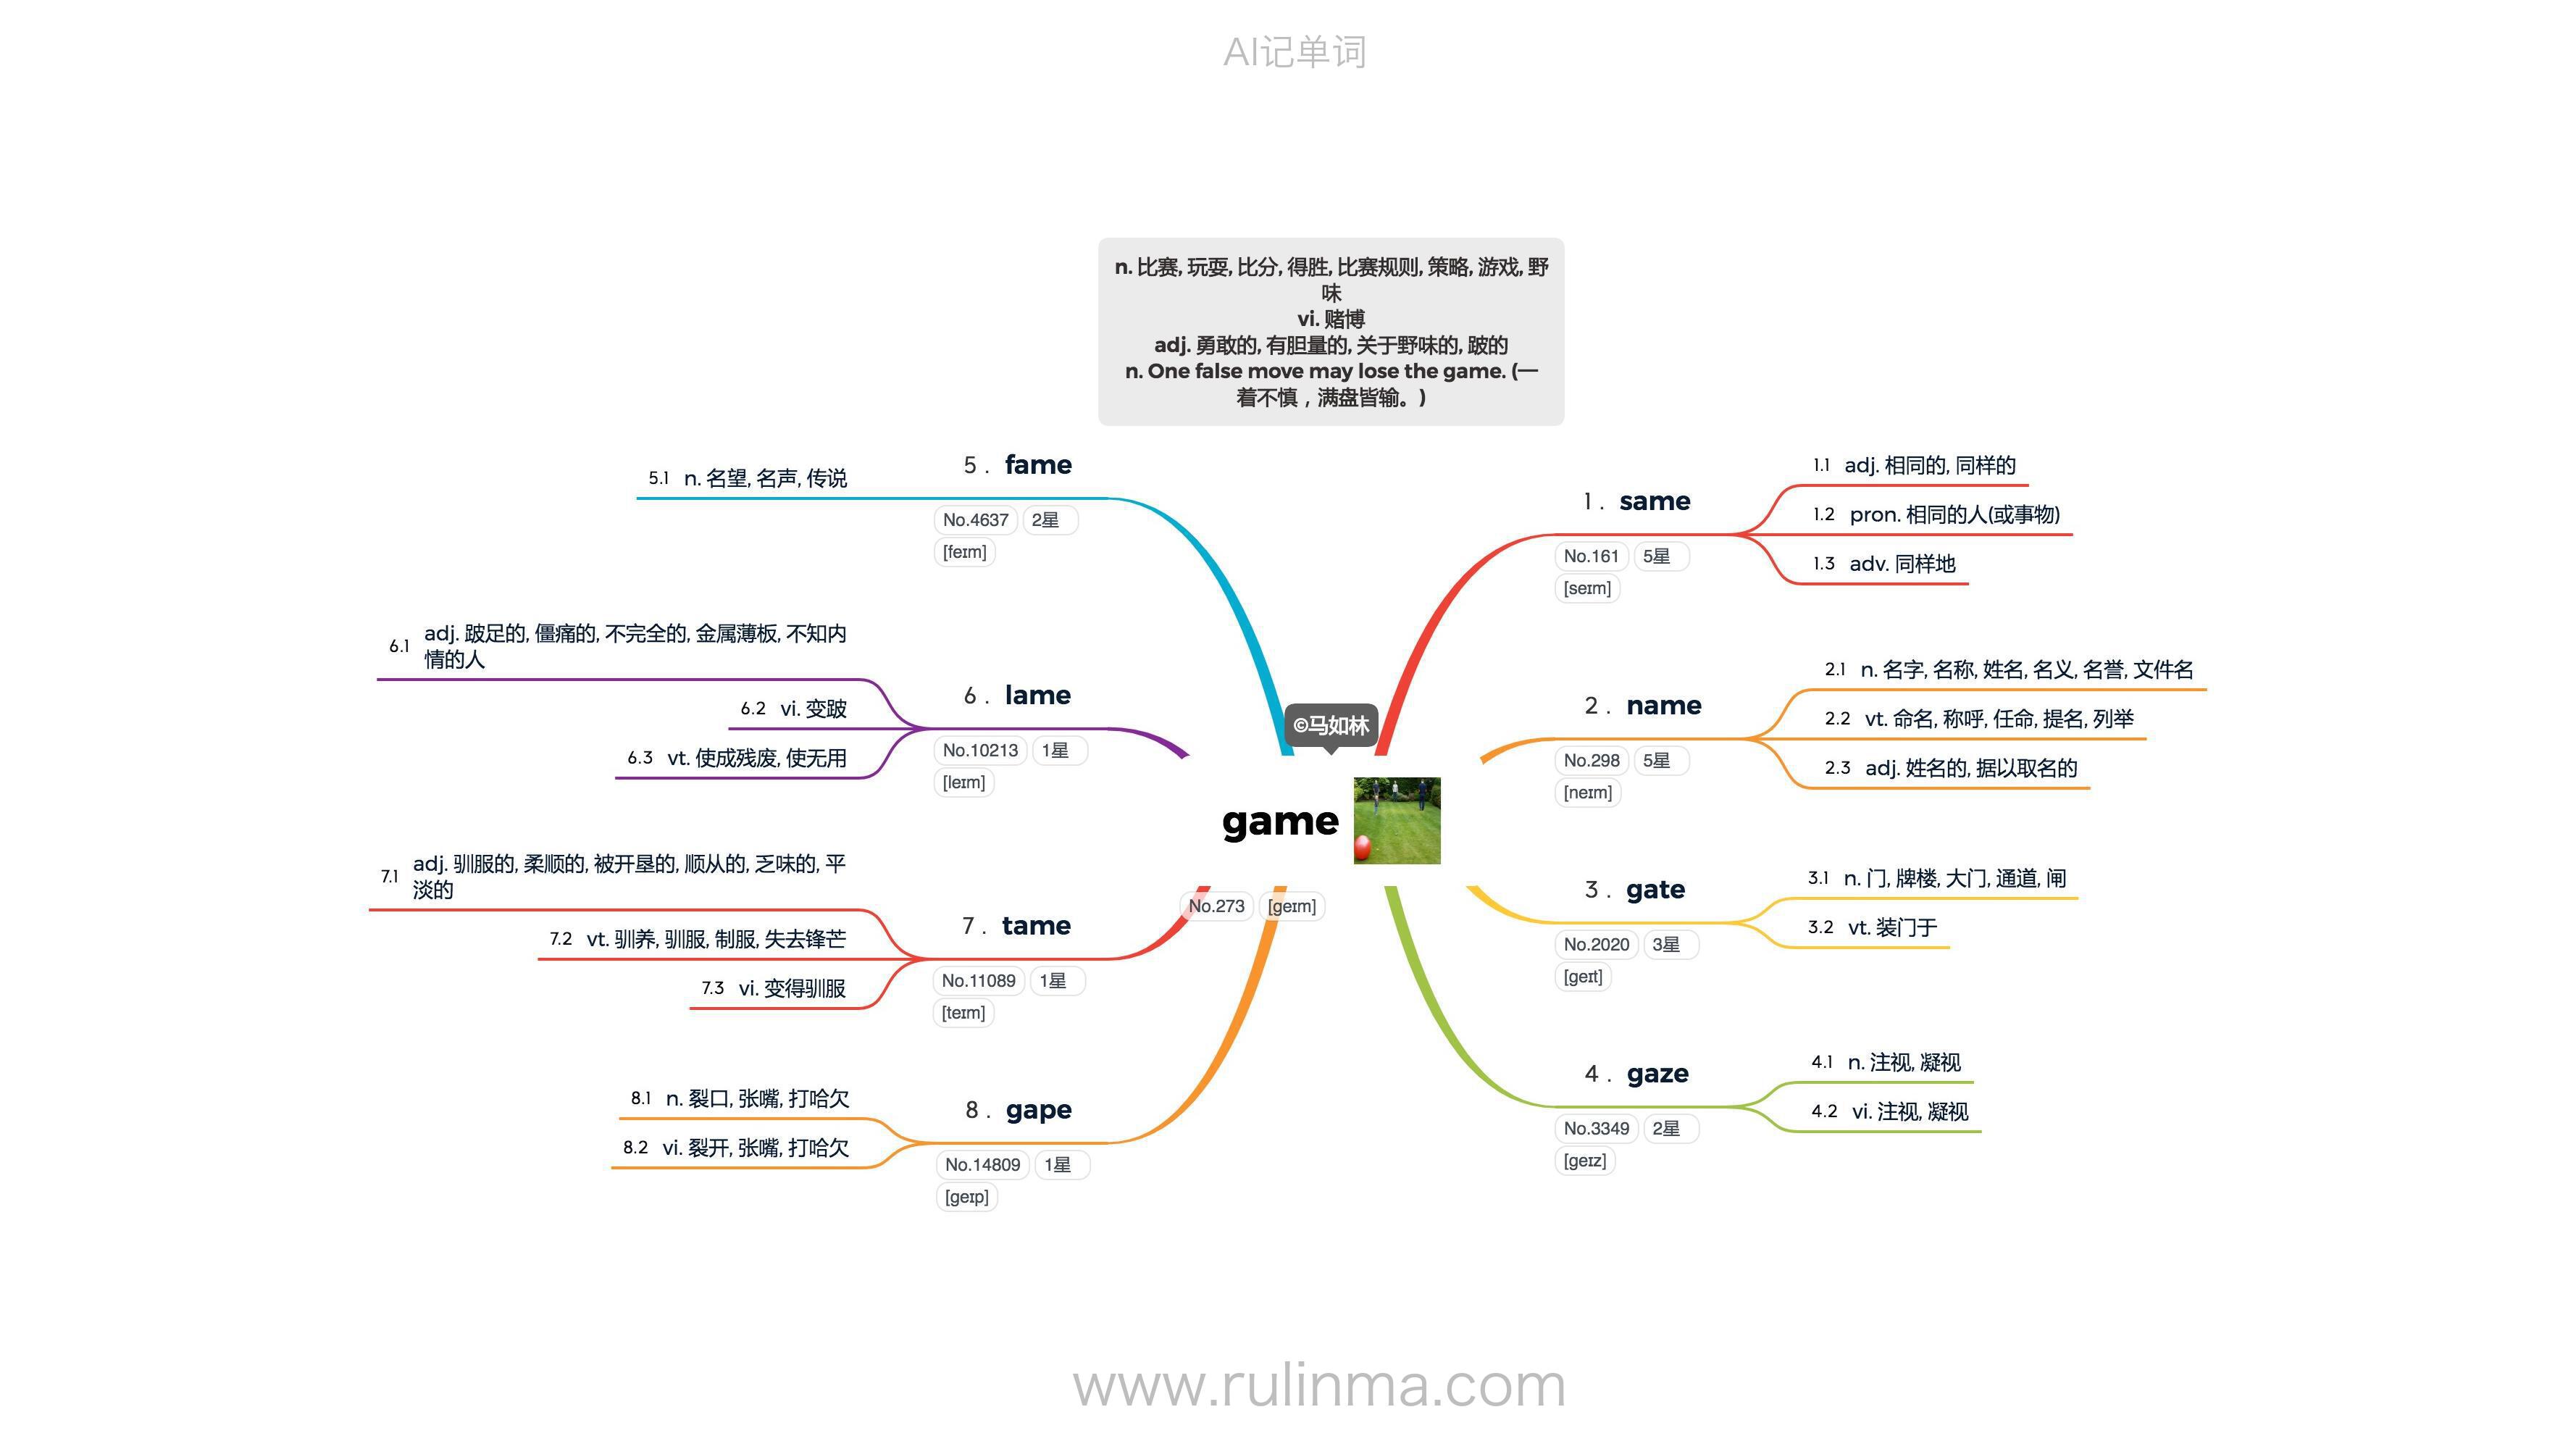 AI记单词
n. 比赛, 玩耍, 比分, 得胜, 比赛规则, 策略, 游戏, 野
味
vi. 赌博
adj. 勇敢的, 有胆量的, 关于野味的, 跛的
n. One false move may lose the game. (一
着不慎，满盘皆输。)
©马如林
game
No.273 [geɪm]
1 . same
No.161 5星
[seɪm]
1.1 adj. 相同的, 同样的
1.2 pron. 相同的人(或事物)
1.3 adv. 同样地
2 . name
No.298 5星
[neɪm]
2.1 n. 名字, 名称, 姓名, 名义, 名誉, 文件名
2.2 vt. 命名, 称呼, 任命, 提名, 列举
2.3 adj. 姓名的, 据以取名的
3 . gate
No.2020 3星
[geɪt]
3.1 n. 门, 牌楼, 大门, 通道, 闸
3.2 vt. 装门于
4 . gaze
No.3349 2星
[geɪz]
4.1 n. 注视, 凝视
4.2 vi. 注视, 凝视
5 . fame
No.4637 2星
[feɪm]
5.1 n. 名望, 名声, 传说
6 . lame
No.10213 1星
[leɪm]
6.1 adj. 跛足的, 僵痛的, 不完全的, 金属薄板, 不知内
情的人
6.2 vi. 变跛
6.3 vt. 使成残废, 使无用
7 . tame
No.11089 1星
[teɪm]
7.1 adj. 驯服的, 柔顺的, 被开垦的, 顺从的, 乏味的, 平
淡的
7.2 vt. 驯养, 驯服, 制服, 失去锋芒
7.3 vi. 变得驯服
8 . gape
No.14809 1星
[geɪp]
8.1 n. 裂口, 张嘴, 打哈欠
8.2 vi. 裂开, 张嘴, 打哈欠
www.rulinma.com